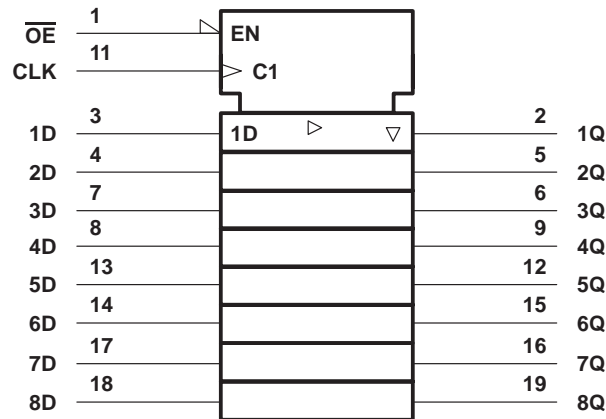 1
O̅E̅ EN
11
CLK C1
3 2
1D 1D 1Q
4 5
2D 2Q
7 6
3D 3Q
8 9
4D 4Q
13 12
5D 5Q
14 15
6D 6Q
17 16
7D 7Q
18 19
8D 8Q